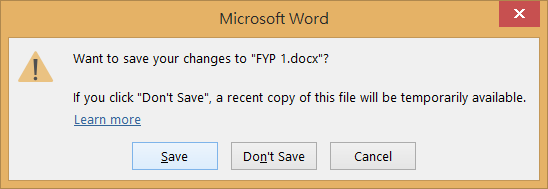 Microsoft Word
Want to save your changes to "FYP 1.docx"?
If you click "Don't Save", a recent copy of this file will be temporarily available.
Learn more
Save
Don't Save
Cancel